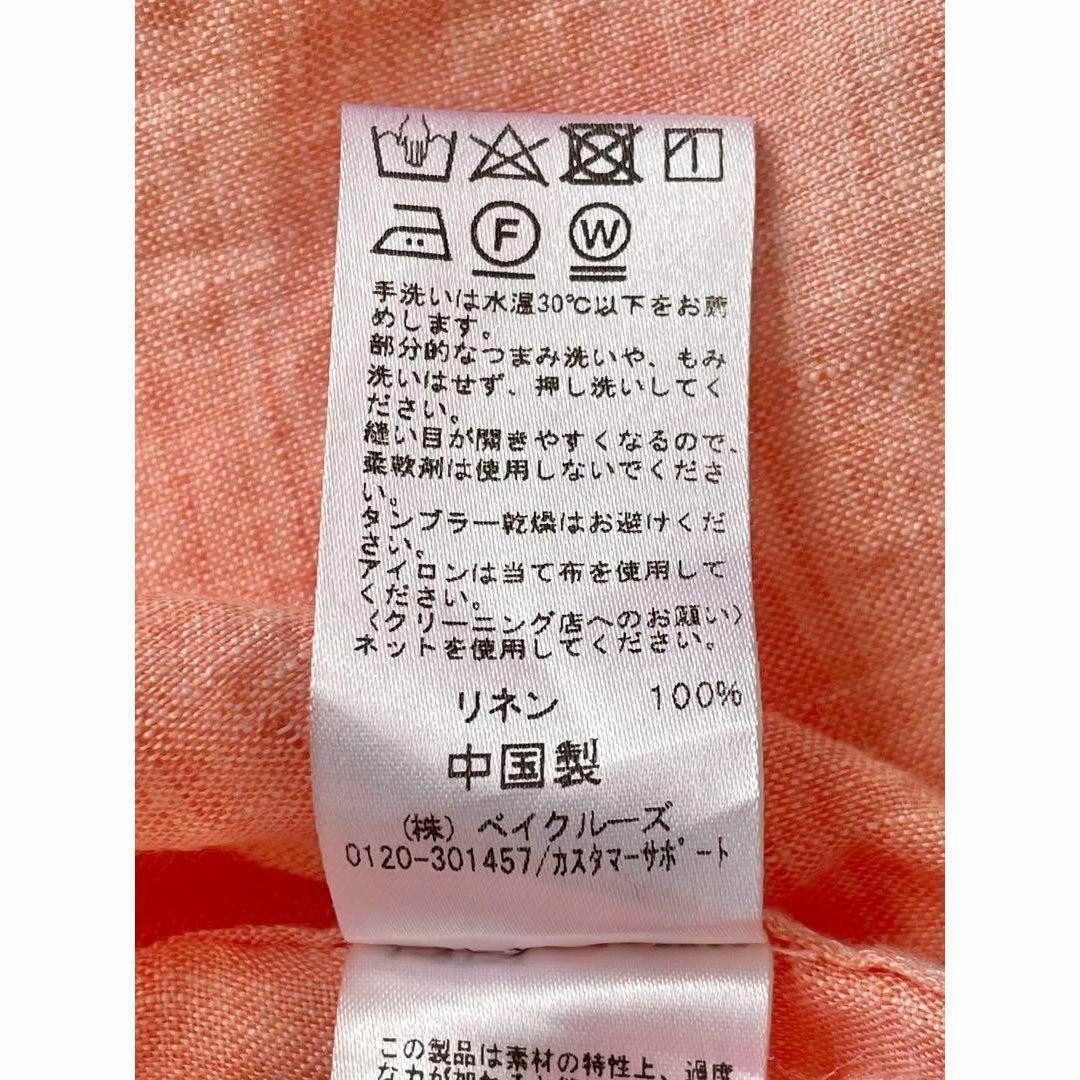 F
W
手洗いは水温30℃以下をお薦
めします。
部分的なつまみ洗いや、もみ
洗いはせず、押し洗いしてく
ださい。
縫い目が開きやすくなるので、
柔軟剤は使用しないでくださ
い。
タンブラー乾燥はお避けくだ
さい。
アイロンは当て布を使用して
ください。
〈クリーニング店へのお願い〉
ネットを使用してください。
リネン 100%
中国製
(株) ベイクルーズ
0120-301457/カスタマーサポート
この製品は素材の特性上、過度
な力が加わると